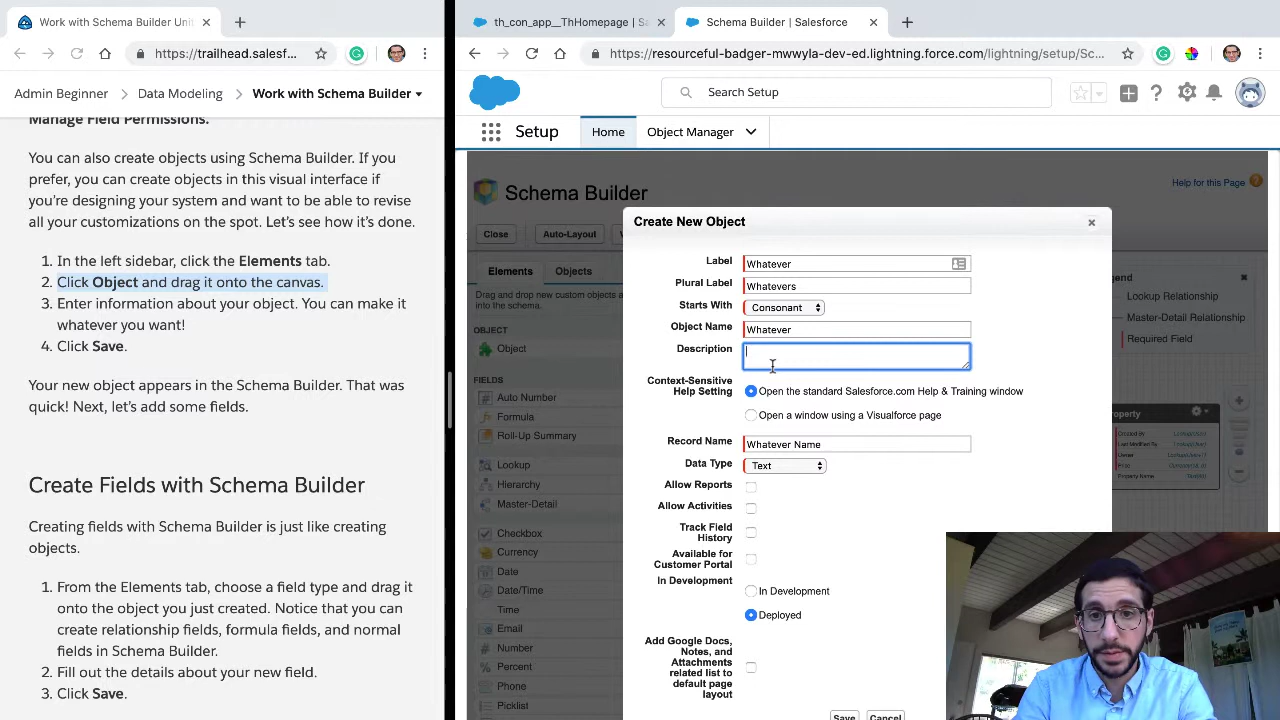 Work with Schema Builder Uni
th_con_app__ThHomepage | Sa
Schema Builder | Salesforce
https://trailhead.salesf...
https://resourceful-badger-mwwyla-dev-ed.lightning.force.com/lightning/setup/Sc...
Admin Beginner
Data Modeling
Work with Schema Builder
Search Setup
Setup
Home
Object Manager
Manage Field Permissions.
You can also create objects using Schema Builder. If you
prefer, you can create objects in this visual interface if
you're designing your system and want to be able to revise
all your customizations on the spot. Let's see how it's done.
1. In the left sidebar, click the Elements tab.
2. Click Object and drag it onto the canvas.
3. Enter information about your object. You can make it
whatever you want!
4. Click Save.
Your new object appears in the Schema Builder. That was
quick! Next, let's add some fields.
Create Fields with Schema Builder
Creating fields with Schema Builder is just like creating
objects.
1. From the Elements tab, choose a field type and drag it
onto the object you just created. Notice that you can
create relationship fields, formula fields, and normal
fields in Schema Builder.
2. Fill out the details about your new field.
3. Click Save.
Schema Builder
Help for this Page
Close
Auto-Layout
Elements
Objects
Drag and drop new custom objects a
into the schema.
OBJECT
Object
FIELDS
Auto Number
Formula
Roll-Up Summary
Lookup
Hierarchy
Master-Detail
Checkbox
Currency
Date
Date/Time
Time
Email
Number
Percent
Phone
Picklist
Create New Object
Label
Whatever
Plural Label
Whatevers
Starts With
Consonant
Object Name
Whatever
Description
Context-Sensitive
Help Setting
Open the standard Salesforce.com Help & Training window
Open a window using a Visualforce page
Record Name
Whatever Name
Data Type
Text
Allow Reports
Allow Activities
Track Field
History
Available for
Customer Portal
In Development
In Development
Deployed
Add Google Docs,
Notes, and
Attachments
related list to
default page
layout
Save
Cancel
Legend
Lookup Relationship
Master-Detail Relationship
Required Field
Property
Created By
Last Modified By
Owner
Price
Property Name